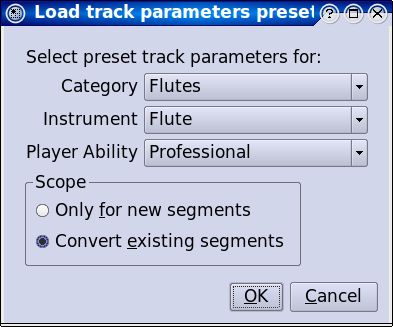 Load track parameters preset
Select preset track parameters for:
Category Flutes
Instrument Flute
Player Ability Professional
Scope
Only for new segments
Convert existing segments
OK Cancel